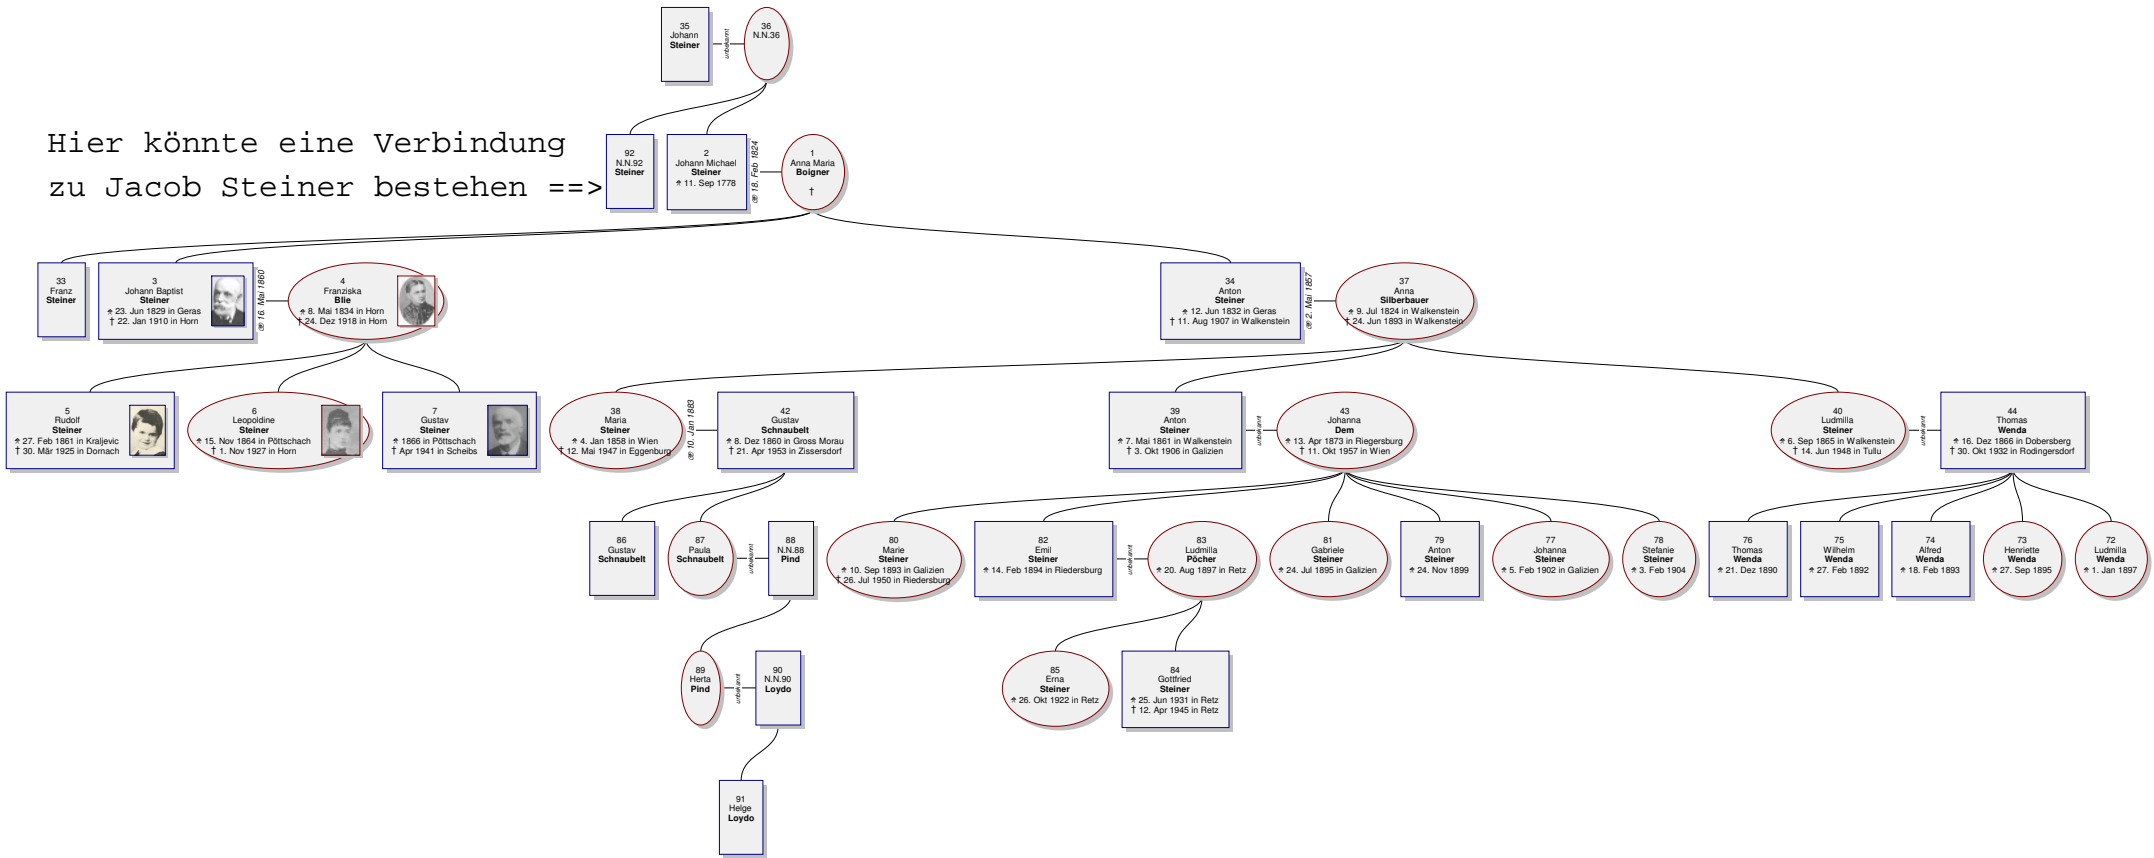 35
Johann
Steiner
unbekannt
36
N.N.36
Hier könnte eine Verbindung
zu Jacob Steiner bestehen ==>
92
N.N.92
Steiner
2
Johann Michael
Steiner
* 11. Sep 1778
⚭ 18. Feb 1824
1
Anna Maria
Boigner
†
33
Franz
Steiner
3
Johann Baptist
Steiner
* 23. Jun 1829 in Geras
† 22. Jan 1910 in Horn
⚭ 16. Mai 1860
4
Franziska
Blie
* 8. Mai 1834 in Horn
† 24. Dez 1918 in Horn
34
Anton
Steiner
* 12. Jun 1832 in Geras
† 11. Aug 1907 in Walkenstein
⚭ 2. Mai 1857
37
Anna
Silberbauer
* 9. Jul 1824 in Walkenstein
† 24. Jun 1893 in Walkenstein
5
Rudolf
Steiner
* 27. Feb 1861 in Kraljevic
† 30. Mär 1925 in Dornach
6
Leopoldine
Steiner
* 15. Nov 1864 in Pöttschach
† 1. Nov 1927 in Horn
7
Gustav
Steiner
* 1866 in Pöttschach
† Apr 1941 in Scheibs
38
Maria
Steiner
* 4. Jan 1858 in Wien
† 12. Mai 1947 in Eggenburg
⚭ 10. Jan 1883
42
Gustav
Schnaubelt
* 8. Dez 1860 in Gross Morau
† 21. Apr 1953 in Zissersdorf
39
Anton
Steiner
* 7. Mai 1861 in Walkenstein
† 3. Okt 1906 in Galizien
unbekannt
43
Johanna
Dem
* 13. Apr 1873 in Riegersburg
† 11. Okt 1957 in Wien
40
Ludmilla
Steiner
* 6. Sep 1865 in Walkenstein
† 14. Jun 1948 in Tullu
unbekannt
44
Thomas
Wenda
* 16. Dez 1866 in Dobersberg
† 30. Okt 1932 in Rodingersdorf
86
Gustav
Schnaubelt
87
Paula
Schnaubelt
unbekannt
88
N.N.88
Pind
80
Marie
Steiner
* 10. Sep 1893 in Galizien
† 26. Jul 1950 in Riedersburg
82
Emil
Steiner
* 14. Feb 1894 in Riedersburg
unbekannt
83
Ludmilla
Pöcher
* 20. Aug 1897 in Retz
81
Gabriele
Steiner
* 24. Jul 1895 in Galizien
79
Anton
Steiner
* 24. Nov 1899
77
Johanna
Steiner
* 5. Feb 1902 in Galizien
78
Stefanie
Steiner
* 3. Feb 1904
76
Thomas
Wenda
* 21. Dez 1890
75
Wilhelm
Wenda
* 27. Feb 1892
74
Alfred
Wenda
* 18. Feb 1893
73
Henriette
Wenda
* 27. Sep 1895
72
Ludmilla
Wenda
* 1. Jan 1897
89
Herta
Pind
unbekannt
90
N.N.90
Loydo
85
Erna
Steiner
* 26. Okt 1922 in Retz
84
Gottfried
Steiner
* 25. Jun 1931 in Retz
† 12. Apr 1945 in Retz
91
Helge
Loydo